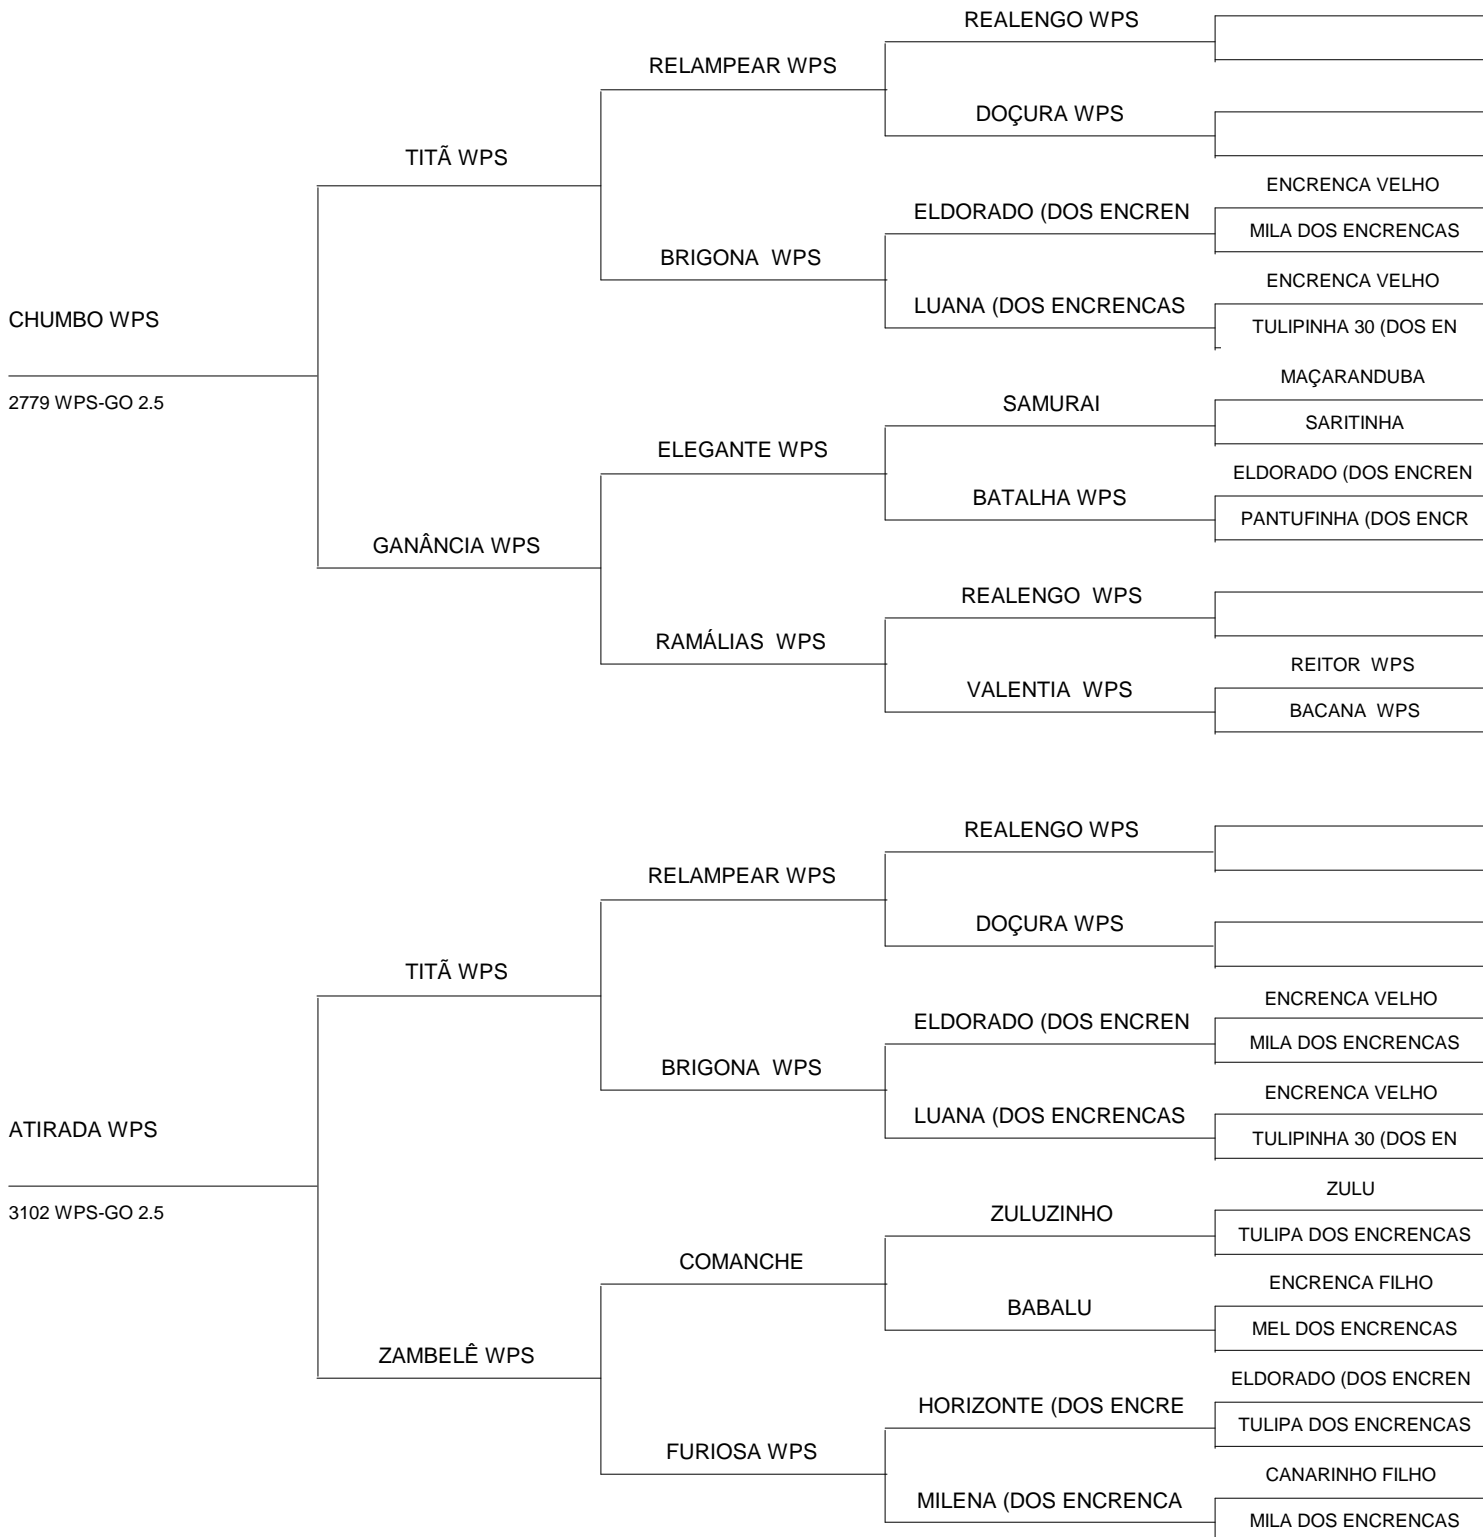 REALENGO WPS
RELAMPEAR WPS
DOÇURA WPS
TITÃ WPS
ENCRENCA VELHO
ELDORADO (DOS ENCREN
MILA DOS ENCRENCAS
BRIGONA WPS
ENCRENCA VELHO
LUANA (DOS ENCRENCAS
CHUMBO WPS
TULIPINHA 30 (DOS EN
MAÇARANDUBA
2779 WPS-GO 2.5
SAMURAI
SARITINHA
ELEGANTE WPS
ELDORADO (DOS ENCREN
BATALHA WPS
PANTUFINHA (DOS ENCR
GANÂNCIA WPS
REALENGO WPS
RAMÁLIAS WPS
REITOR WPS
VALENTIA WPS
BACANA WPS
REALENGO WPS
RELAMPEAR WPS
DOÇURA WPS
TITÃ WPS
ENCRENCA VELHO
ELDORADO (DOS ENCREN
MILA DOS ENCRENCAS
BRIGONA WPS
ENCRENCA VELHO
LUANA (DOS ENCRENCAS
ATIRADA WPS
TULIPINHA 30 (DOS EN
ZULU
3102 WPS-GO 2.5
ZULUZINHO
TULIPA DOS ENCRENCAS
COMANCHE
ENCRENCA FILHO
BABALU
MEL DOS ENCRENCAS
ZAMBELÊ WPS
ELDORADO (DOS ENCREN
HORIZONTE (DOS ENCRE
TULIPA DOS ENCRENCAS
FURIOSA WPS
CANARINHO FILHO
MILENA (DOS ENCRENCA
MILA DOS ENCRENCAS